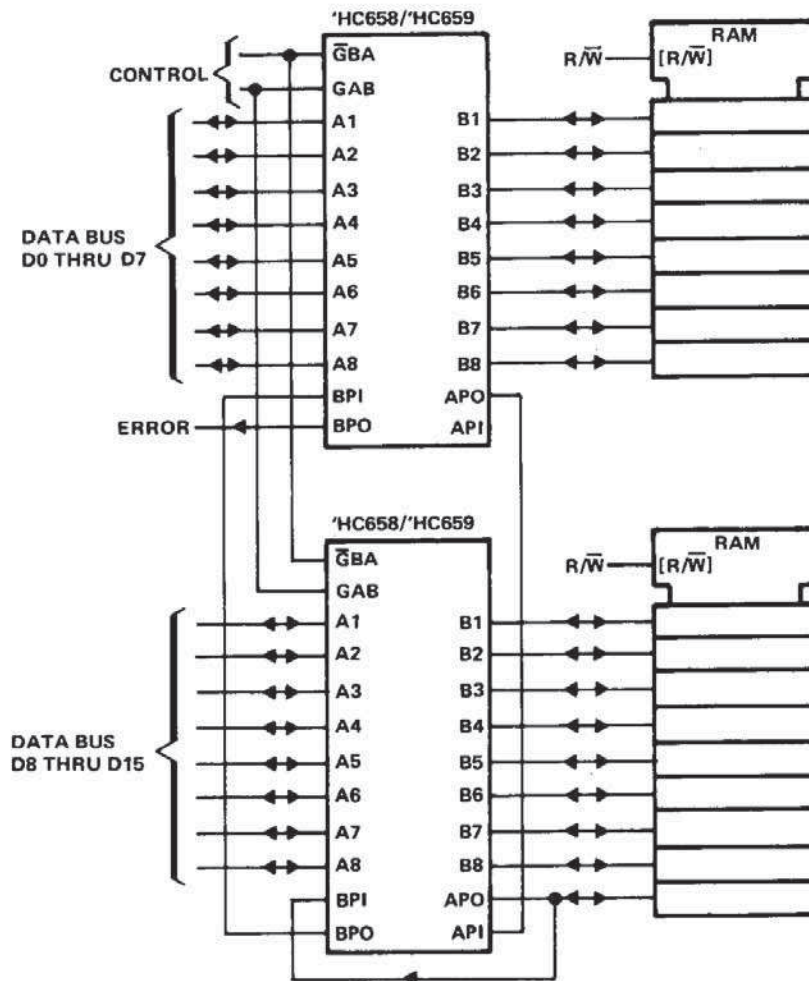 'HC658/'HC659
CONTROL
G̅BA
GAB
A1
A2
A3
A4
A5
A6
A7
A8
BPI
BPO
B1
B2
B3
B4
B5
B6
B7
B8
APO
API
DATA BUS
D0 THRU D7
ERROR
R/W̅
RAM
[R/W̅]
'HC658/'HC659
G̅BA
GAB
A1
A2
A3
A4
A5
A6
A7
A8
BPI
BPO
B1
B2
B3
B4
B5
B6
B7
B8
APO
API
DATA BUS
D8 THRU D15
R/W̅
RAM
[R/W̅]